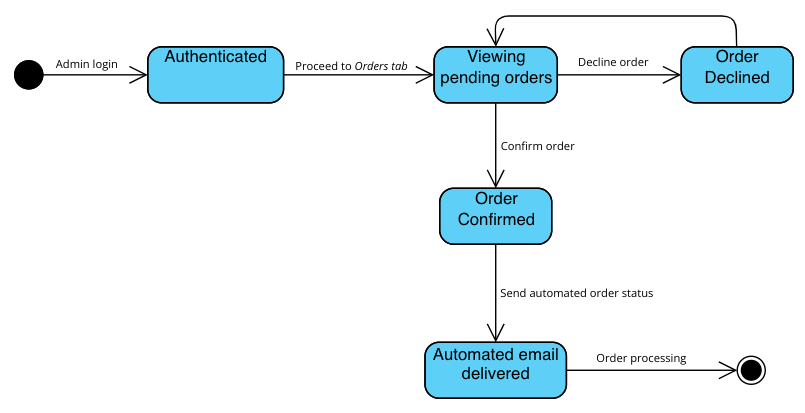 Admin login
Authenticated
Proceed to Orders tab
Viewing
pending orders
Decline order
Order
Declined
Confirm order
Order
Confirmed
Send automated order status
Automated email
delivered
Order processing